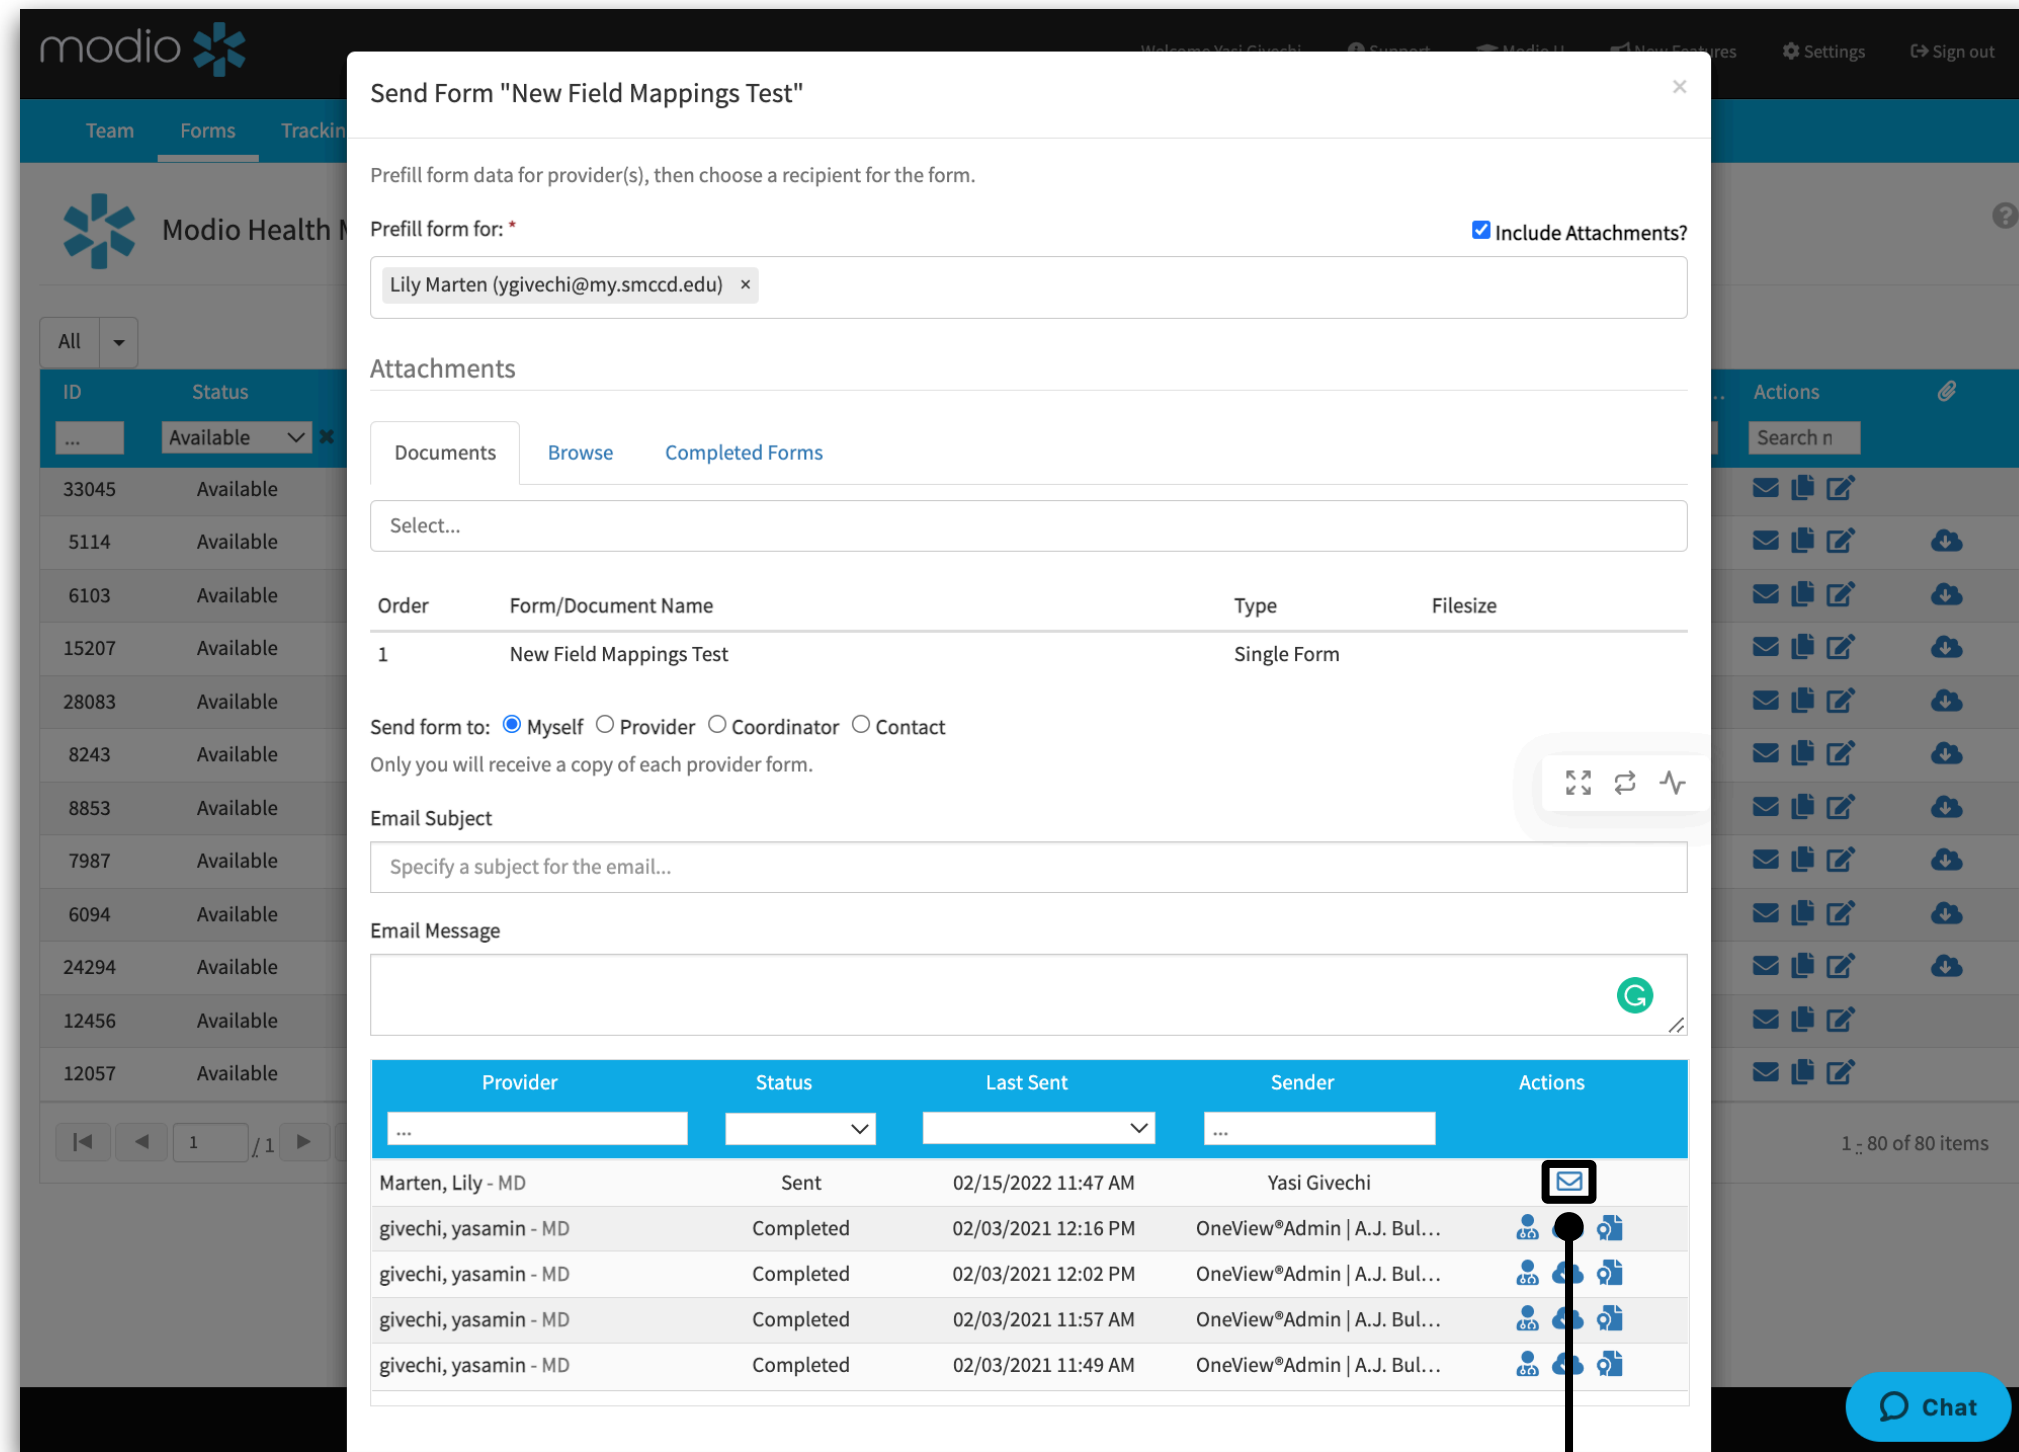 modio
Welcome Yasi Givechi Support Modio U New Features Settings Sign out
Send Form "New Field Mappings Test" ×
Team Forms Trackin
Prefill form data for provider(s), then choose a recipient for the form.
Modio Health
Prefill form for: * Include Attachments?
Lily Marten (ygivechi@my.smccd.edu) ×
All
Attachments
ID Status .. Actions
... Available Search n
Documents Browse Completed Forms
33045 Available
Select...
5114 Available
6103 Available
Order Form/Document Name Type Filesize
15207 Available
1 New Field Mappings Test Single Form
28083 Available
Send form to: Myself Provider Coordinator Contact
8243 Available
Only you will receive a copy of each provider form.
8853 Available
Email Subject
7987 Available
Specify a subject for the email...
6094 Available
Email Message
24294 Available
12456 Available
12057 Available
Provider Status Last Sent Sender Actions
... ...
1 / 1 1 - 80 of 80 items
Marten, Lily - MD Sent 02/15/2022 11:47 AM Yasi Givechi
givechi, yasamin - MD Completed 02/03/2021 12:16 PM OneView®Admin | A.J. Bul...
givechi, yasamin - MD Completed 02/03/2021 12:02 PM OneView®Admin | A.J. Bul...
givechi, yasamin - MD Completed 02/03/2021 11:57 AM OneView®Admin | A.J. Bul...
givechi, yasamin - MD Completed 02/03/2021 11:49 AM OneView®Admin | A.J. Bul...
Chat